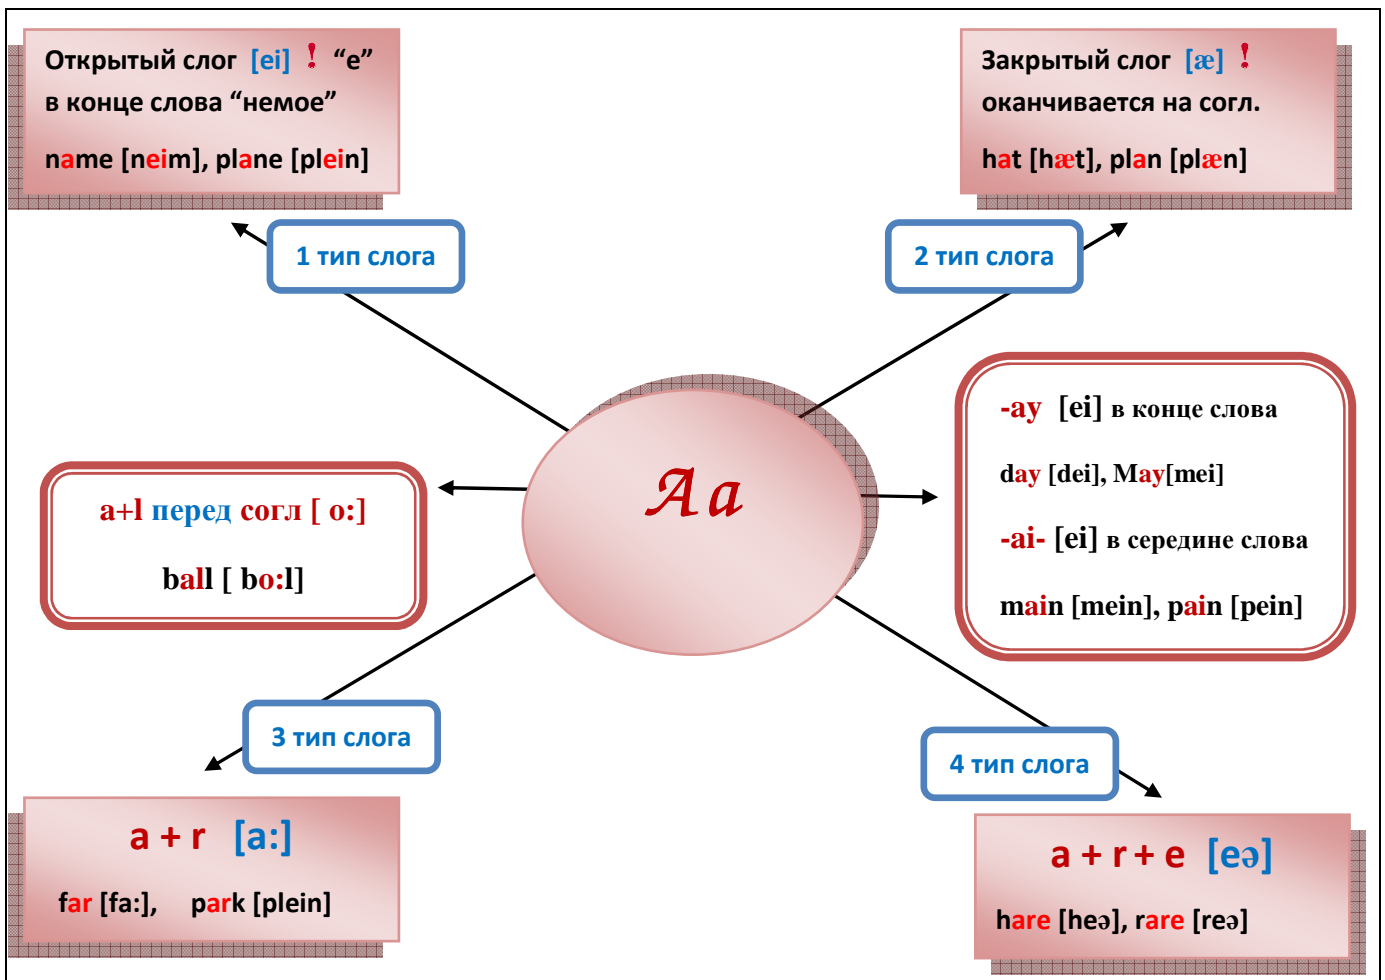 Открытый слог [ei] ! “e”
в конце слова “немое”
name [neim], plane [plein]
Закрытый слог [æ] !
оканчивается на согл.
hat [hæt], plan [plæn]
1 тип слога
2 тип слога
Aa
-ay [ei] в конце слова
day [dei], May[mei]
-ai- [ei] в середине слова
main [mein], pain [pein]
a+l перед согл [ o:]
ball [ bo:l]
3 тип слога
4 тип слога
a + r [a:]
far [fa:], park [plein]
a + r + e [eə]
hare [heə], rare [reə]